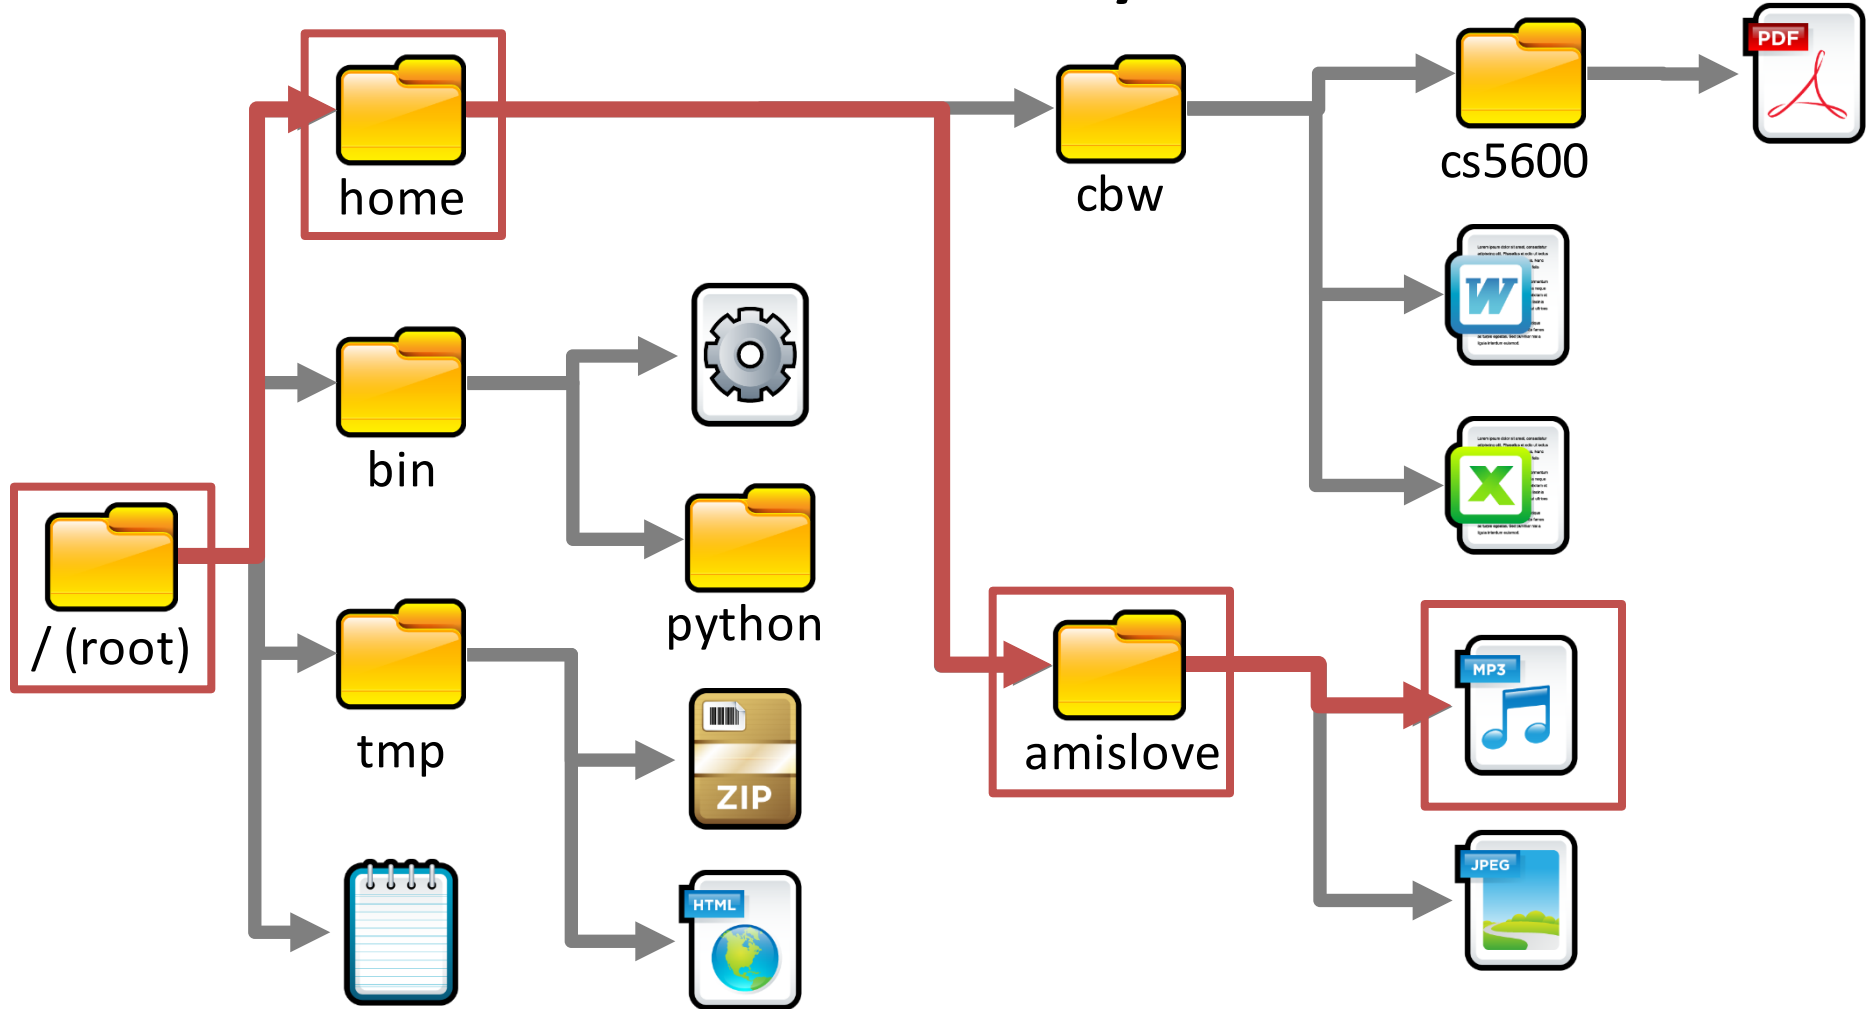 PDF
home
cbw
cs5600
W
bin
X
/ (root)
python
MP3
tmp
amislove
ZIP
JPEG
HTML